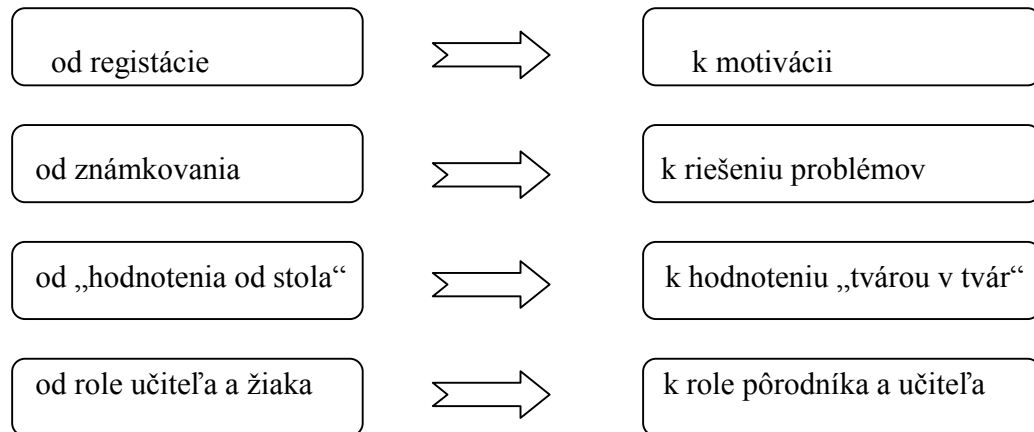 od registácie
k motivácii
od známkovania
k riešeniu problémov
od „hodnotenia od stola“
k hodnoteniu „tvárou v tvár“
od role učiteľa a žiaka
k role pôrodníka a učiteľa